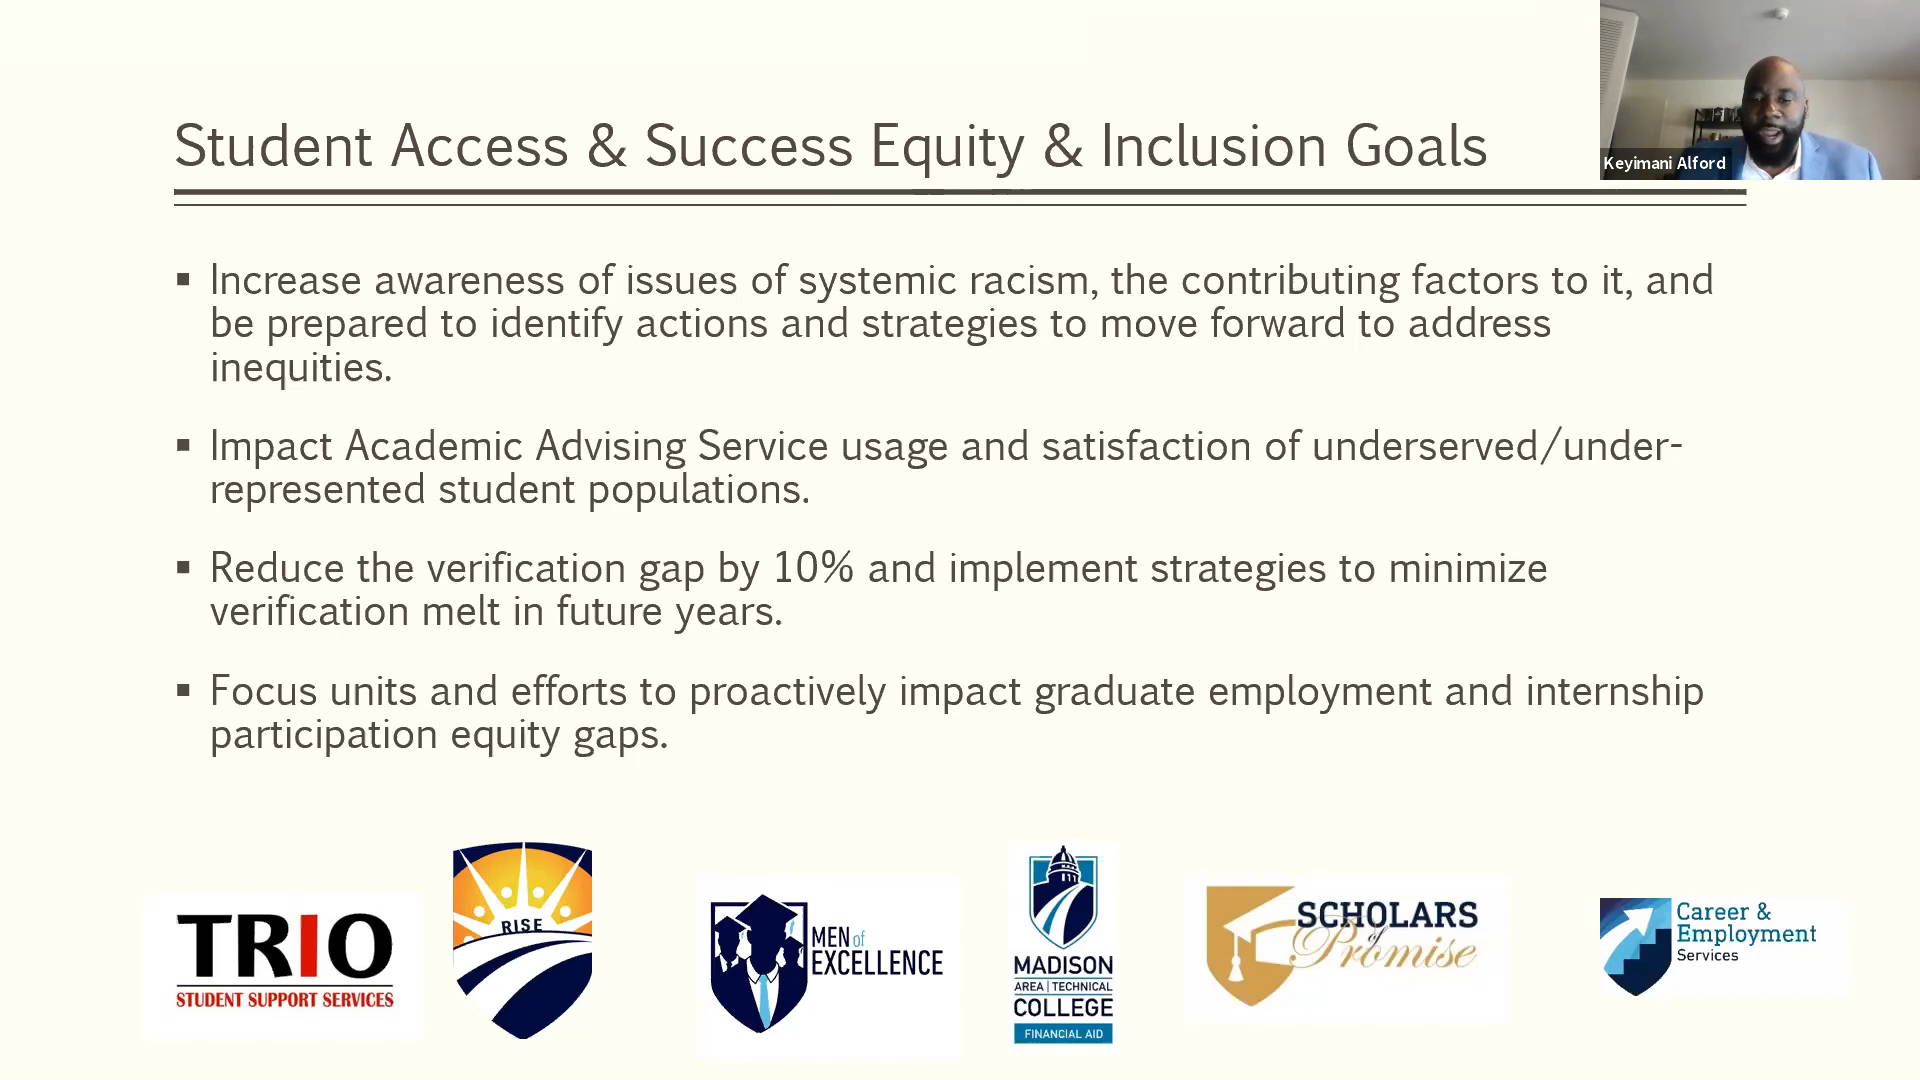 Student Access & Success Equity & Inclusion Goals
Keyimani Alford
▪ Increase awareness of issues of systemic racism, the contributing factors to it, and
be prepared to identify actions and strategies to move forward to address
inequities.
▪ Impact Academic Advising Service usage and satisfaction of underserved/under-
represented student populations.
▪ Reduce the verification gap by 10% and implement strategies to minimize
verification melt in future years.
▪ Focus units and efforts to proactively impact graduate employment and internship
participation equity gaps.
TRIO
STUDENT SUPPORT SERVICES
RISE
MEN of
EXCELLENCE
MADISON
AREA | TECHNICAL
COLLEGE
FINANCIAL AID
SCHOLARS
of
Promise
Career &
Employment
Services